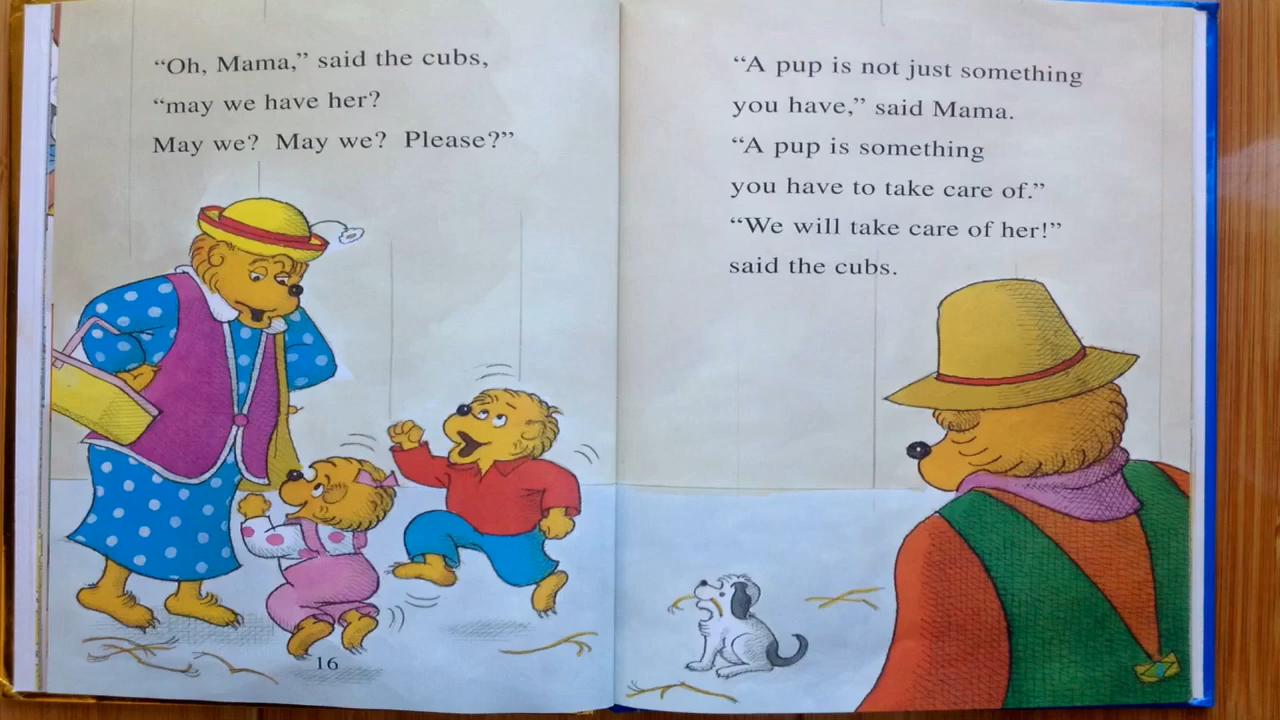 “Oh, Mama,” said the cubs,
“may we have her?
May we? May we? Please?”
16
“A pup is not just something
you have,” said Mama.
“A pup is something
you have to take care of.”
“We will take care of her!”
said the cubs.